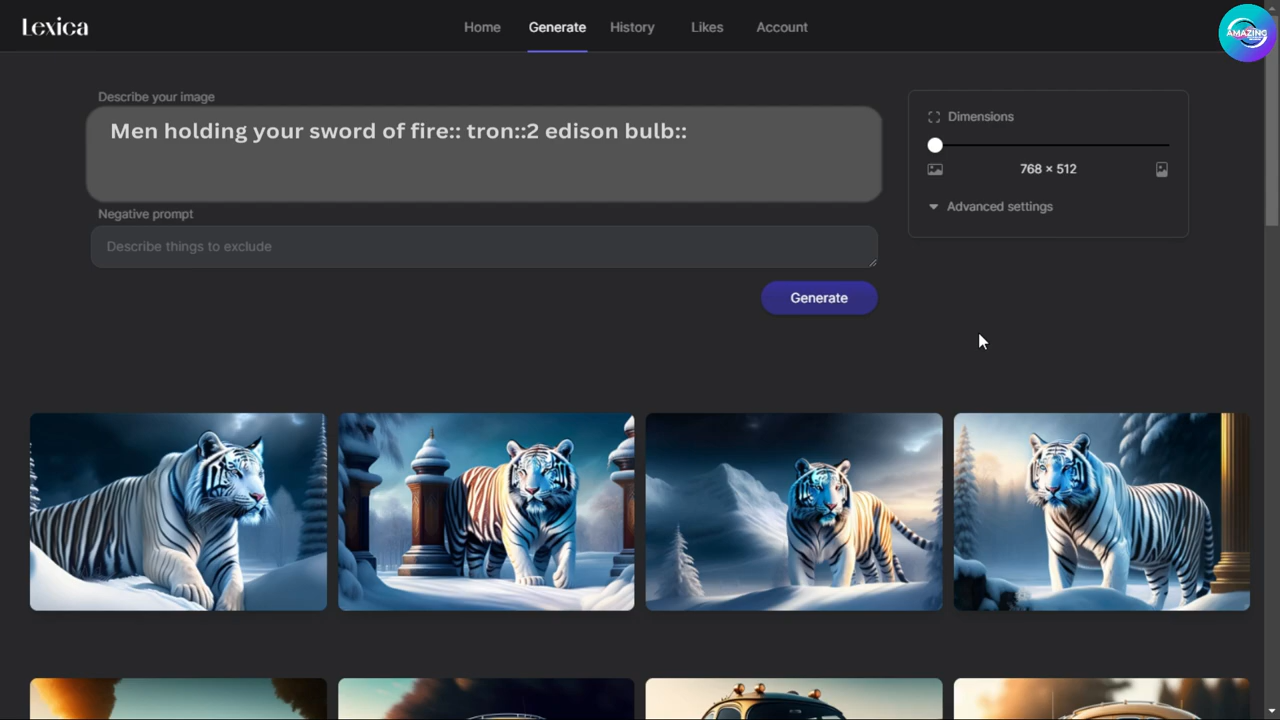 Lexica
Home Generate History Likes Account
AMAZING
Describe your image
Men holding your sword of fire:: tron::2 edison bulb::
Negative prompt
Describe things to exclude
Generate
Dimensions
768 × 512
Advanced settings